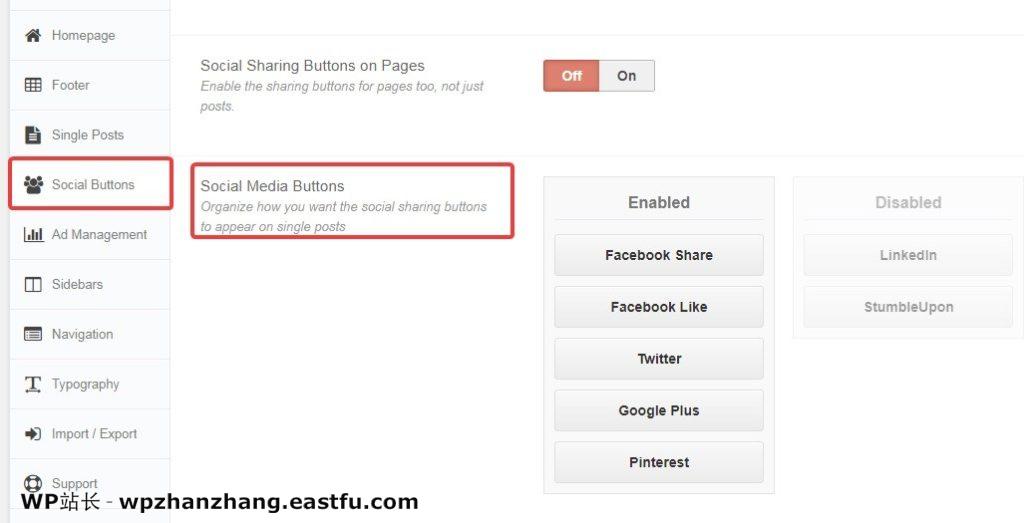 Homepage
Footer
Single Posts
Social Buttons
Ad Management
Sidebars
Navigation
Typography
Import / Export
Support
Social Sharing Buttons on Pages
Enable the sharing buttons for pages too, not just
posts.
Off On
Social Media Buttons
Organize how you want the social sharing buttons
to appear on single posts
Enabled
Facebook Share
Facebook Like
Twitter
Google Plus
Pinterest
Disabled
LinkedIn
StumbleUpon
WP站长 - wpzhanzhang.eastfu.com